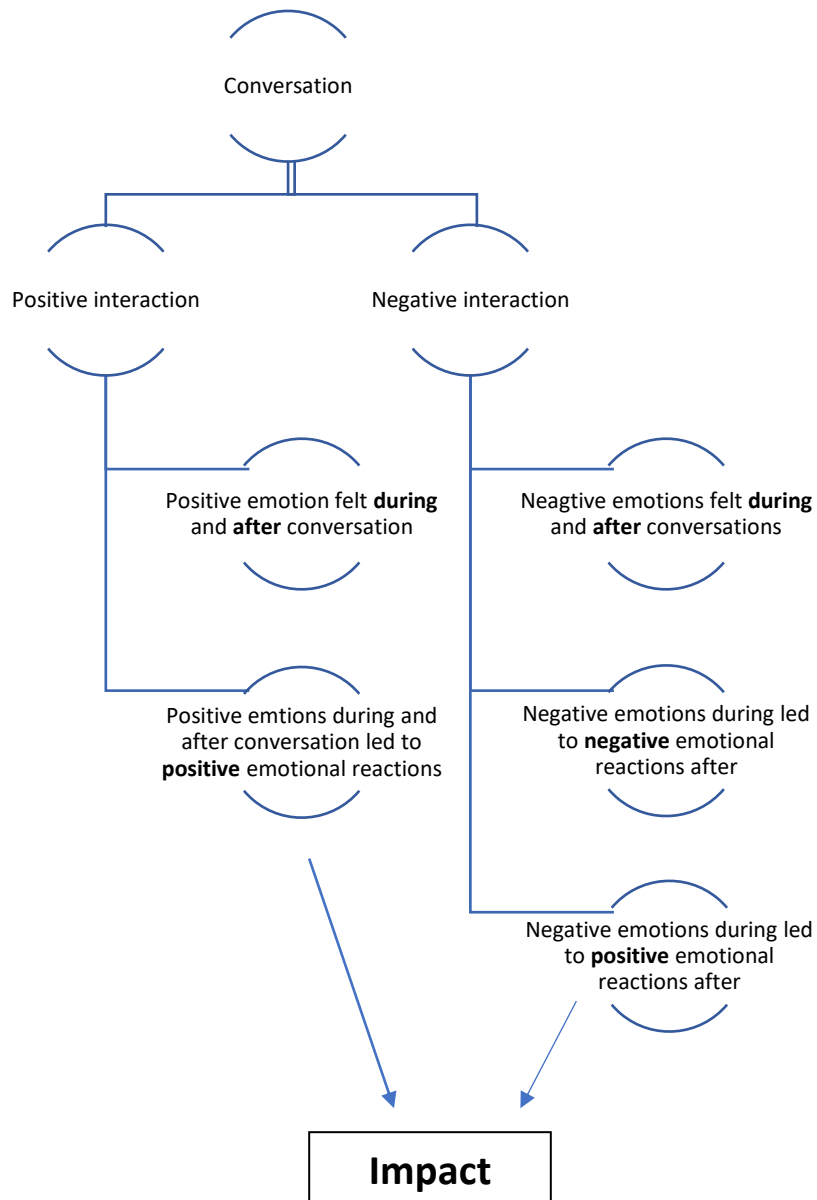 Conversation
Positive interaction
Negative interaction
Positive emotion felt during
and after conversation
Neagtive emotions felt during
and after conversations
Positive emtions during and
after conversation led to
positive emotional reactions
Negative emotions during led
to negative emotional
reactions after
Negative emotions during led
to positive emotional
reactions after
Impact